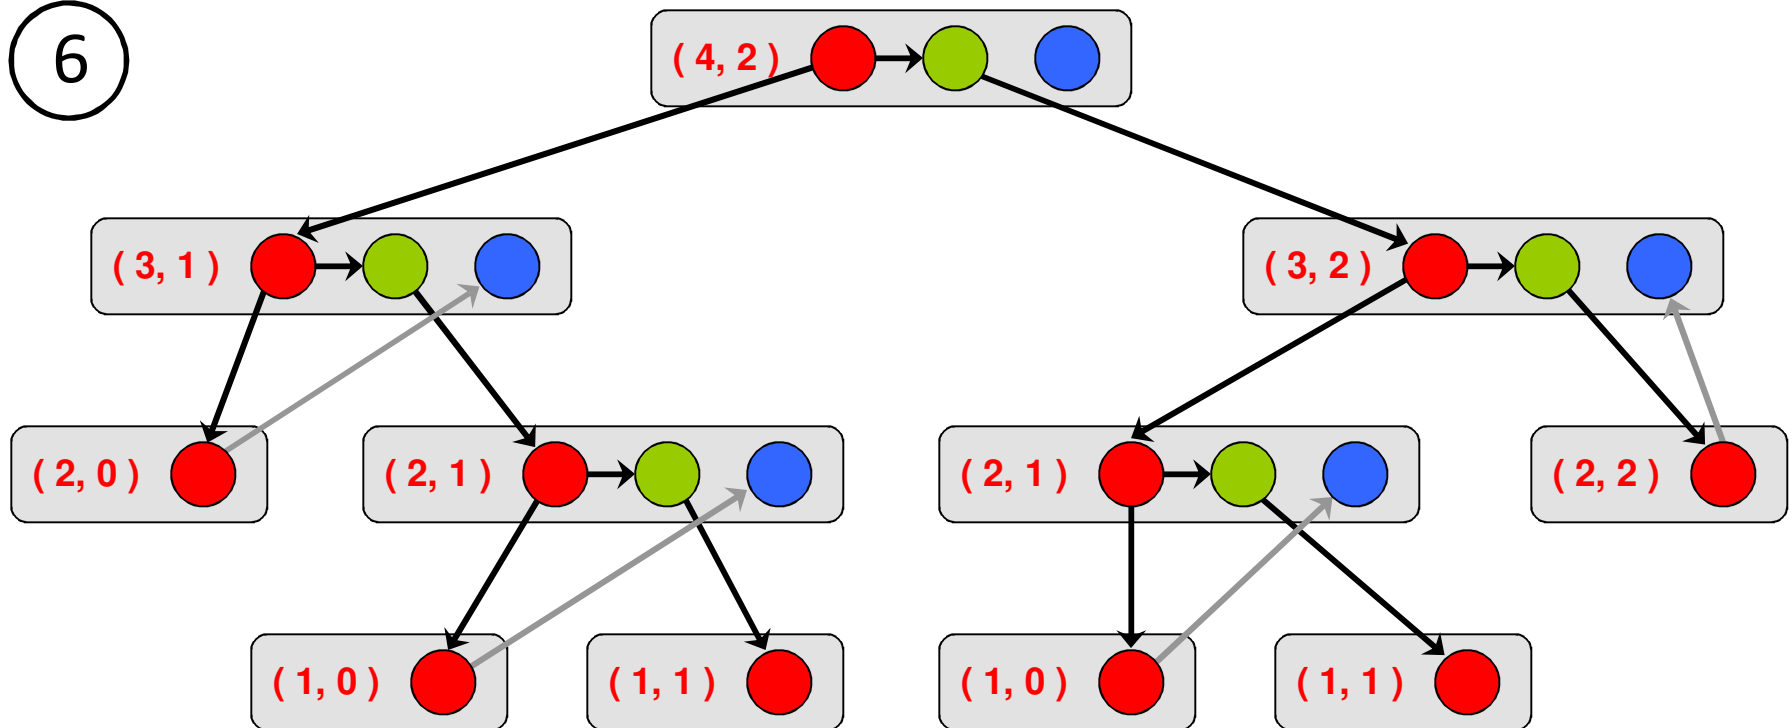 6
( 4, 2 )
( 3, 1 )
( 3, 2 )
( 2, 0 )
( 2, 1 )
( 2, 1 )
( 2, 2 )
( 1, 0 )
( 1, 1 )
( 1, 0 )
( 1, 1 )